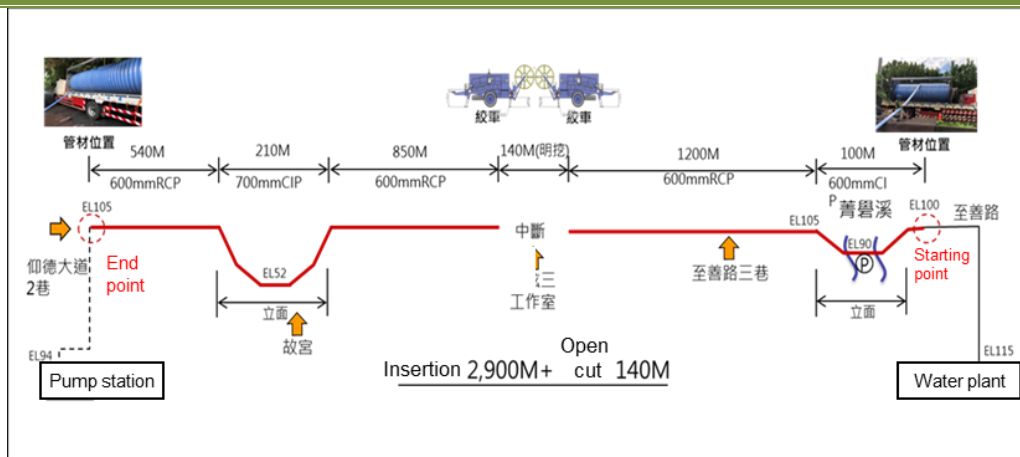 絞車
絞車
管材位置
管材位置
540M
210M
850M
140M(明挖)
1200M
100M
600mmRCP
700mmCIP
600mmRCP
600mmRCP
600mmCI
P
菁礐溪
EL105
EL105
EL100
至善路
仰德大道
2巷
End
point
EL52
中斷
至善路三巷
EL90
P
Starting
point
立面
三
工作室
立面
故宮
EL94
EL115
Pump station
Insertion 2,900M+ Open cut 140M
Water plant